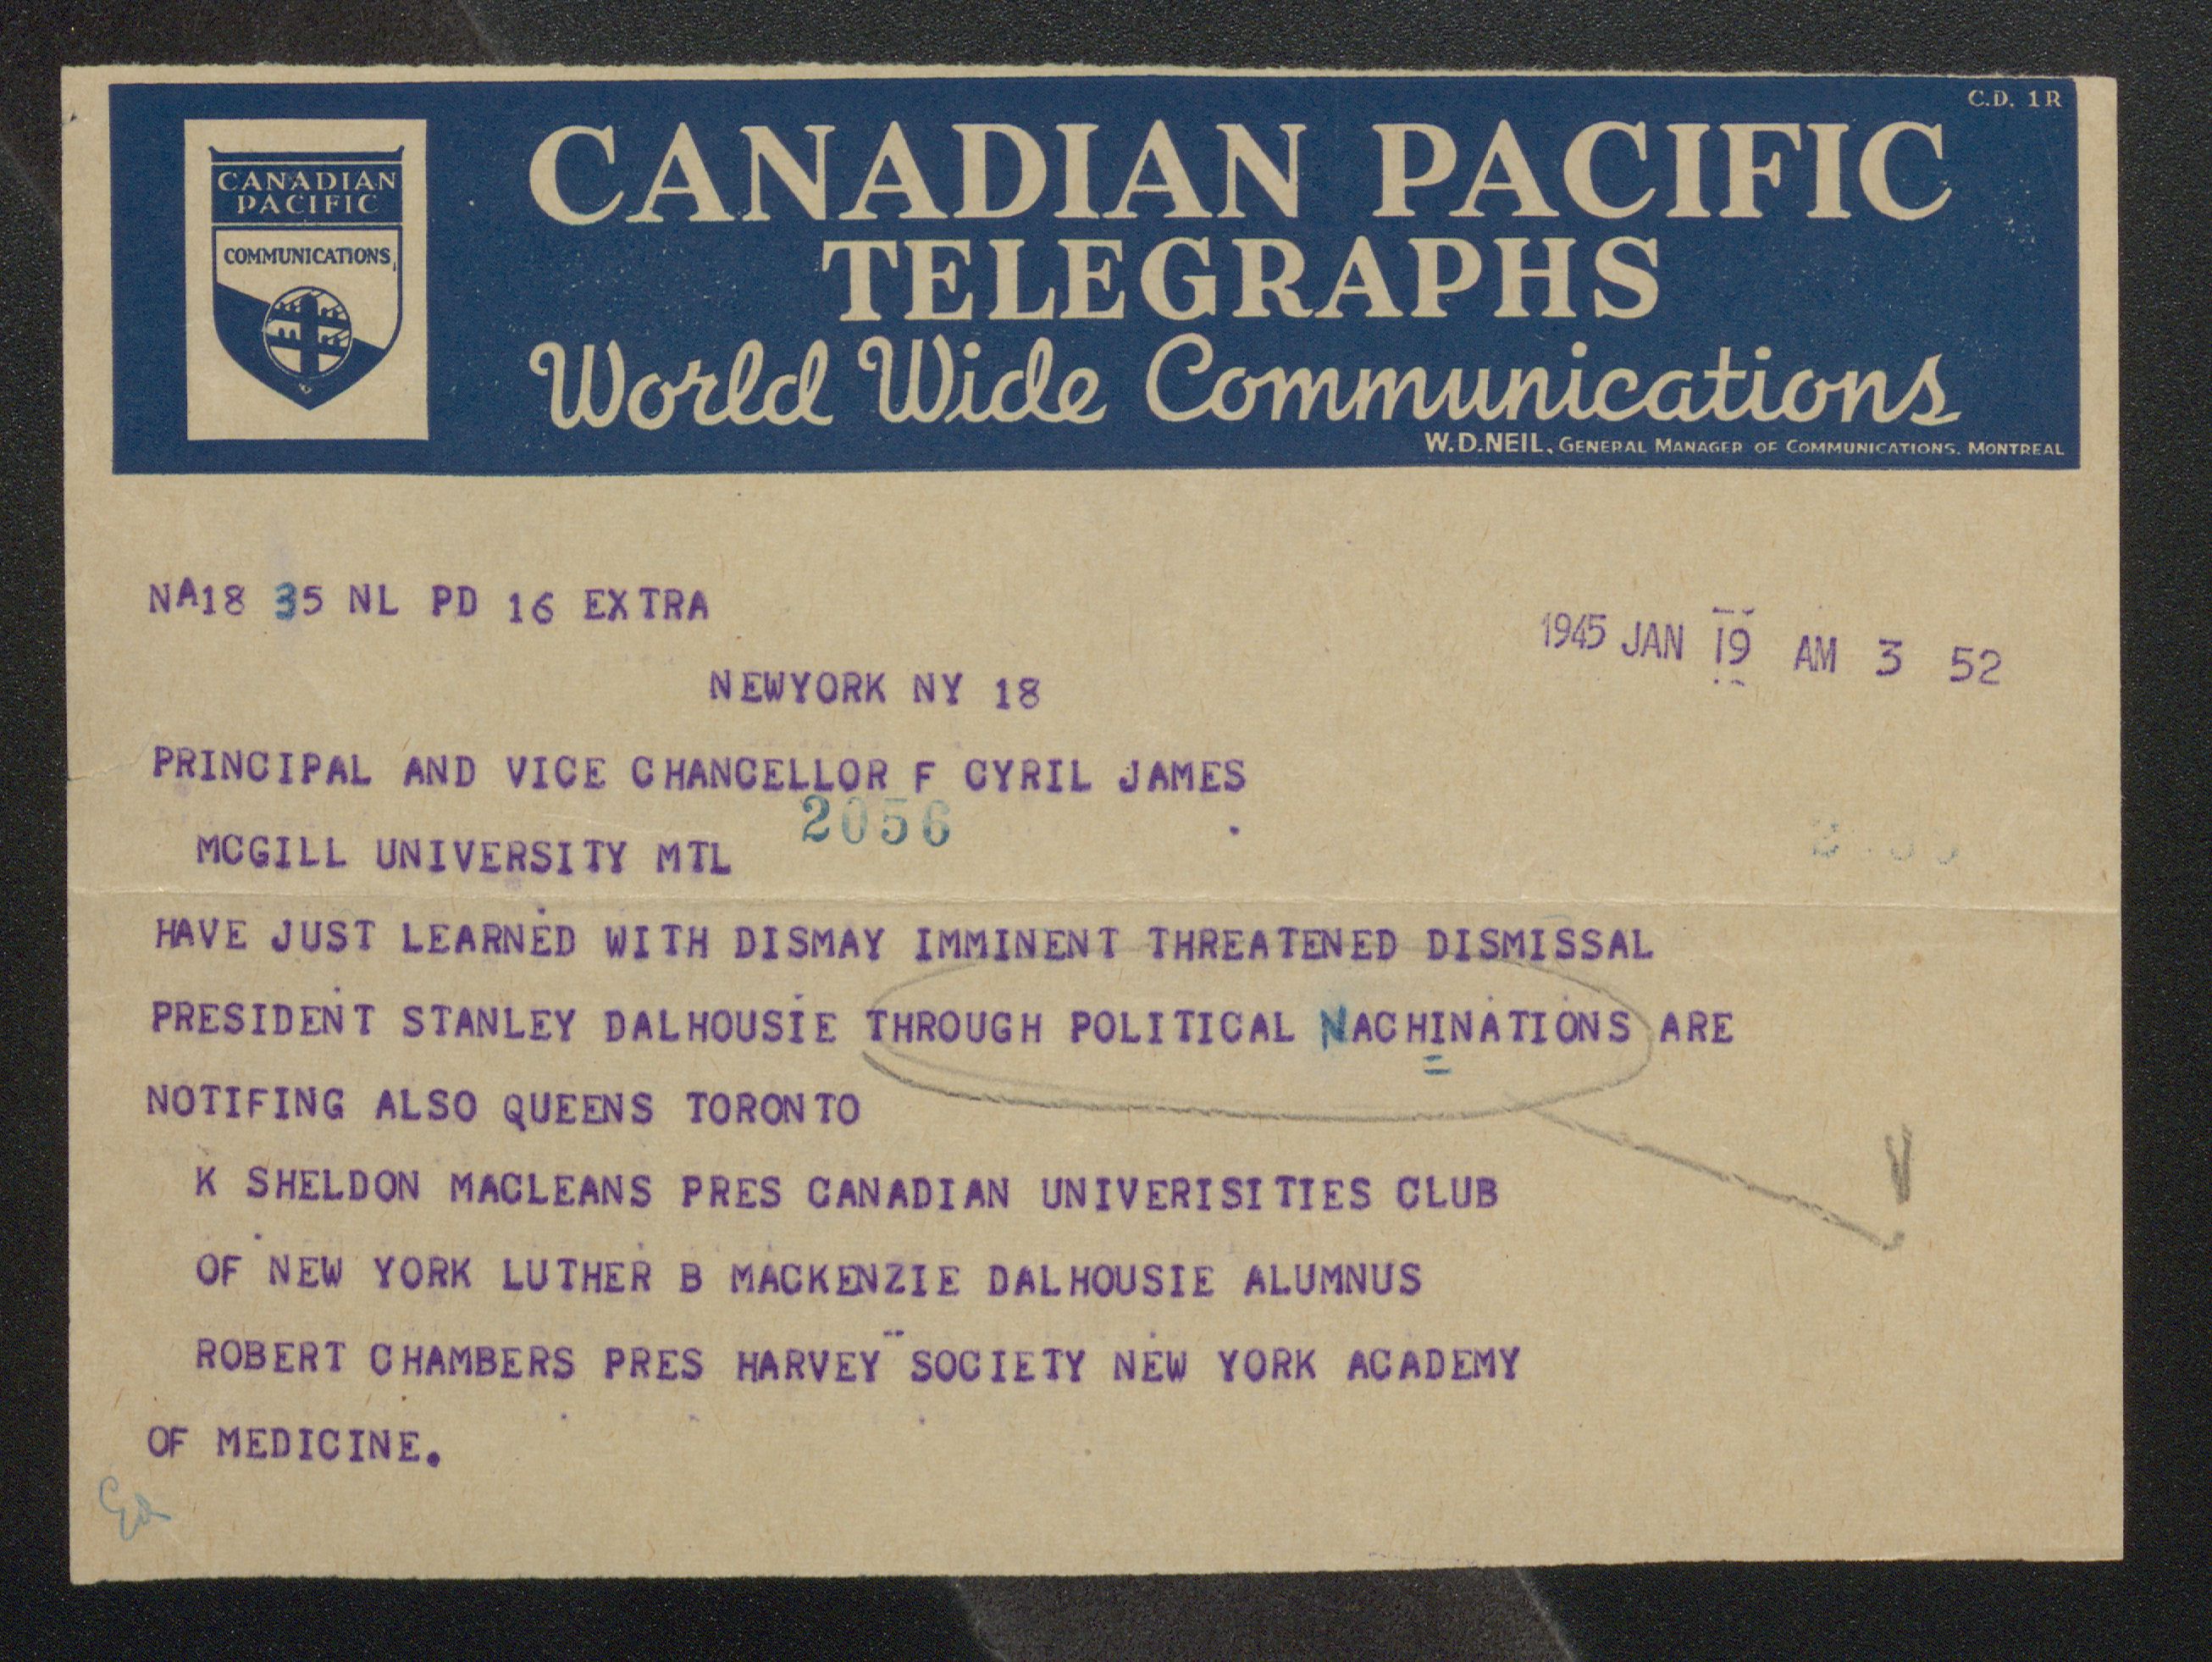 C.D. 1R
CANADIAN
PACIFIC
COMMUNICATIONS
CANADIAN PACIFIC
TELEGRAPHS
World Wide Communications
W.D.NEIL, GENERAL MANAGER OF COMMUNICATIONS. MONTREAL
NA18 35 NL PD 16 EXTRA
1945 JAN 19 AM 3 52
NEWYORK NY 18
PRINCIPAL AND VICE CHANCELLOR F CYRIL JAMES
2056
MCGILL UNIVERSITY MTL
HAVE JUST LEARNED WITH DISMAY IMMINENT THREATENED DISMISSAL
PRESIDENT STANLEY DALHOUSIE THROUGH POLITICAL NACHINATIONS ARE
NOTIFING ALSO QUEENS TORONTO
K SHELDON MACLEANS PRES CANADIAN UNIVERISITIES CLUB
OF NEW YORK LUTHER B MACKENZIE DALHOUSIE ALUMNUS
ROBERT CHAMBERS PRES HARVEY SOCIETY NEW YORK ACADEMY
OF MEDICINE.